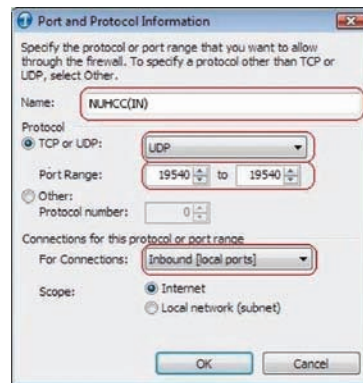 Port and Protocol Information
Specify the protocol or port range that you want to allow
through the firewall. To specify a protocol other than TCP or
UDP, select Other.
Name: NUHCC(IN)
Protocol
TCP or UDP: UDP
Port Range: 19540 to 19540
Other:
Protocol number: 0
Connections for this protocol or port range
For Connections: Inbound [local ports]
Scope: Internet
Local network (subnet)
OK Cancel